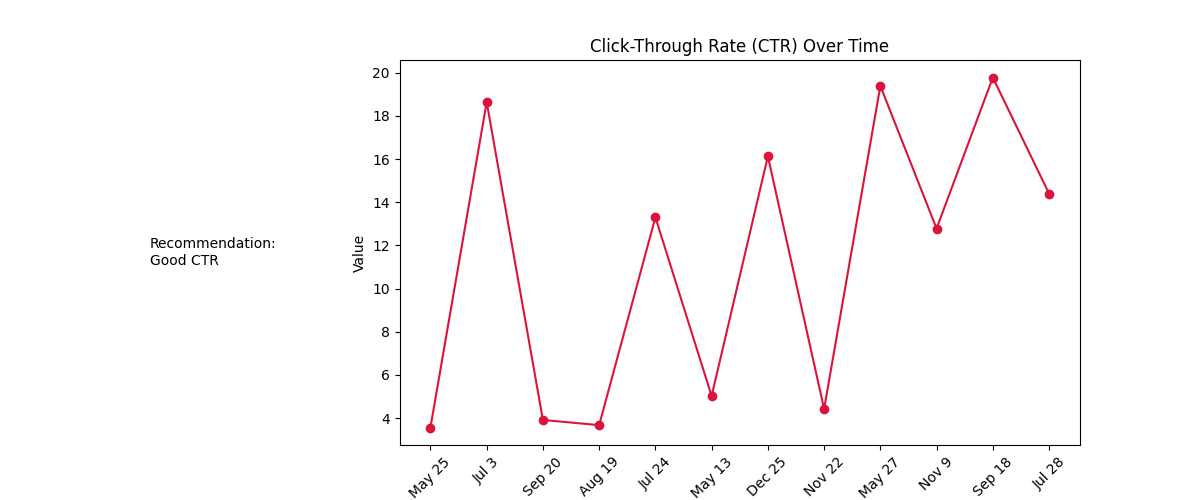 Click-Through Rate (CTR) Over Time
Recommendation:
Good CTR
Value
20
18
16
14
12
10
8
6
4
May 25
Jul 3
Sep 20
Aug 19
Jul 24
May 13
Dec 25
Nov 22
May 27
Nov 9
Sep 18
Jul 28